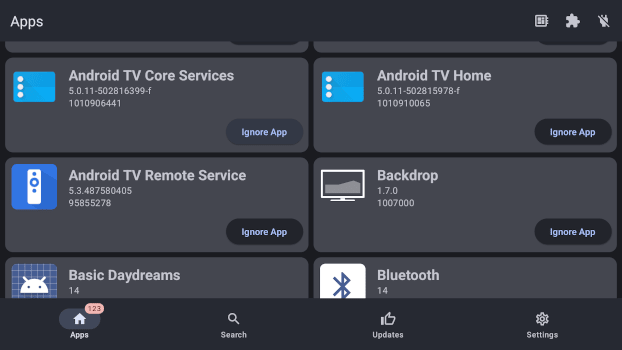 Apps
Android TV Core Services
5.0.11-502816399-f
1010906441
Ignore App
Android TV Home
5.0.11-502815978-f
1010910065
Ignore App
Android TV Remote Service
5.3.487580405
95855278
Ignore App
Backdrop
1.7.0
1007000
Ignore App
Basic Daydreams
14
Bluetooth
14
123
Apps
Search
Updates
Settings